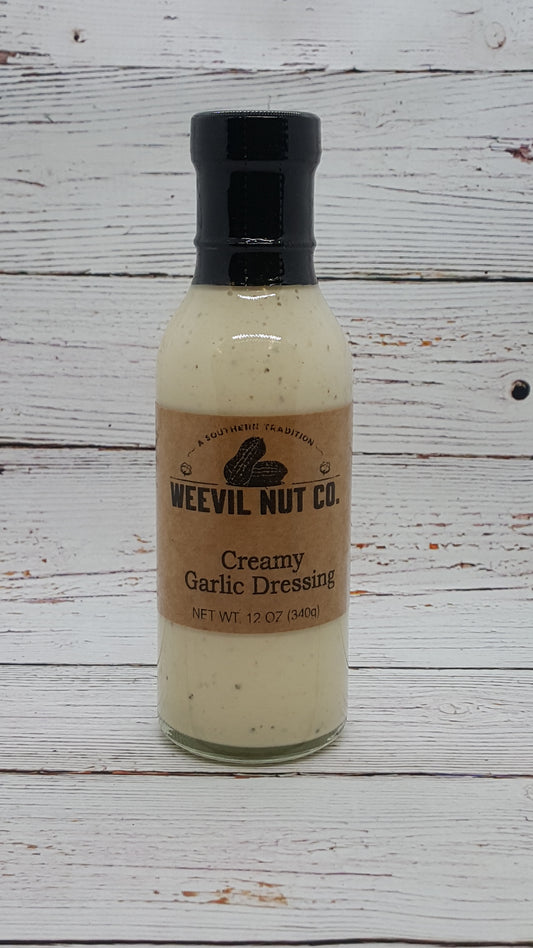 A SOUTHERN TRADITION
WEEVIL NUT CO.
Creamy
Garlic Dressing
NET WT. 12 OZ (340g)